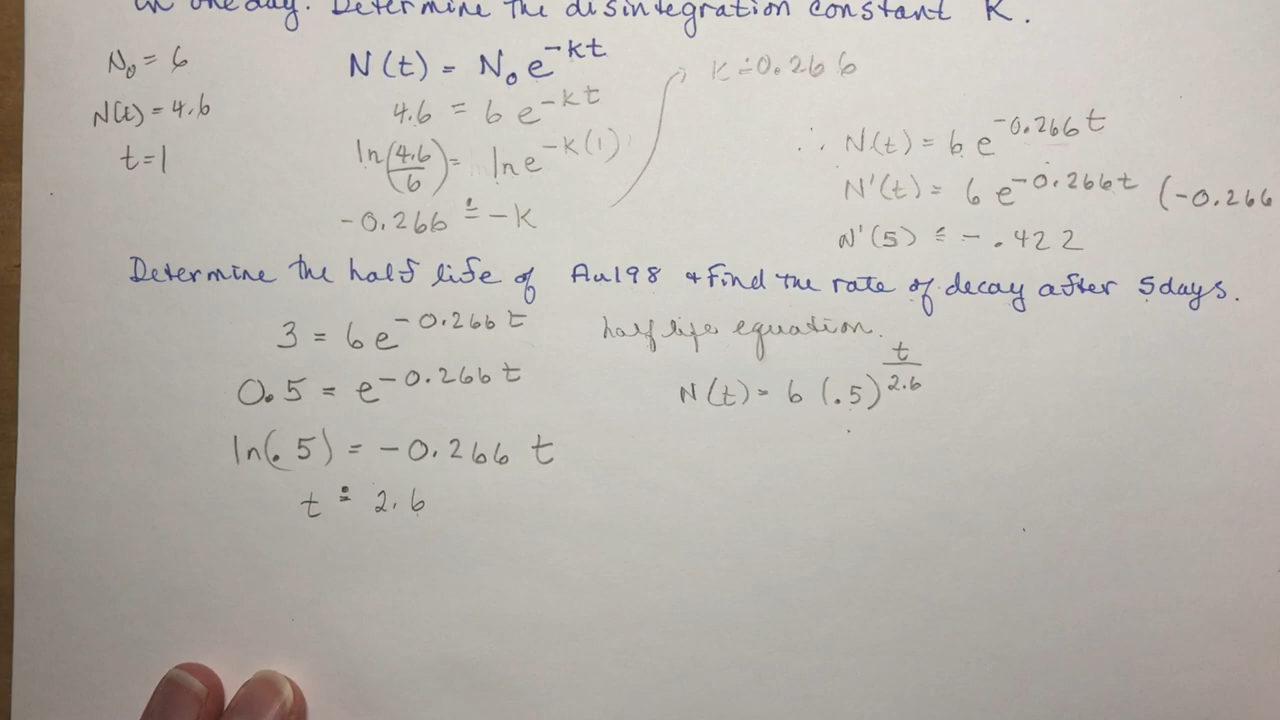 in one day. Determine the disintegration constant K.
N₀ = 6
N(t) = 4.6
t = 1
N(t) = N₀e^{-kt}
4.6 = 6e^{-kt}
ln(4.6/6) = ln e^{-k(1)}
-0.266 ≐ -K
K ≐ 0.266
∴ N(t) = 6e^{-0.266t}
N'(t) = 6e^{-0.266t} (-0.266
N'(5) ≐ -.422
Determine the half life of Au198 + find the rate of decay after 5 days.
3 = 6e^{-0.266t}
0.5 = e^{-0.266t}
ln(.5) = -0.266t
t ≐ 2.6
half life equation.
N(t) = 6(.5)^{t/2.6}